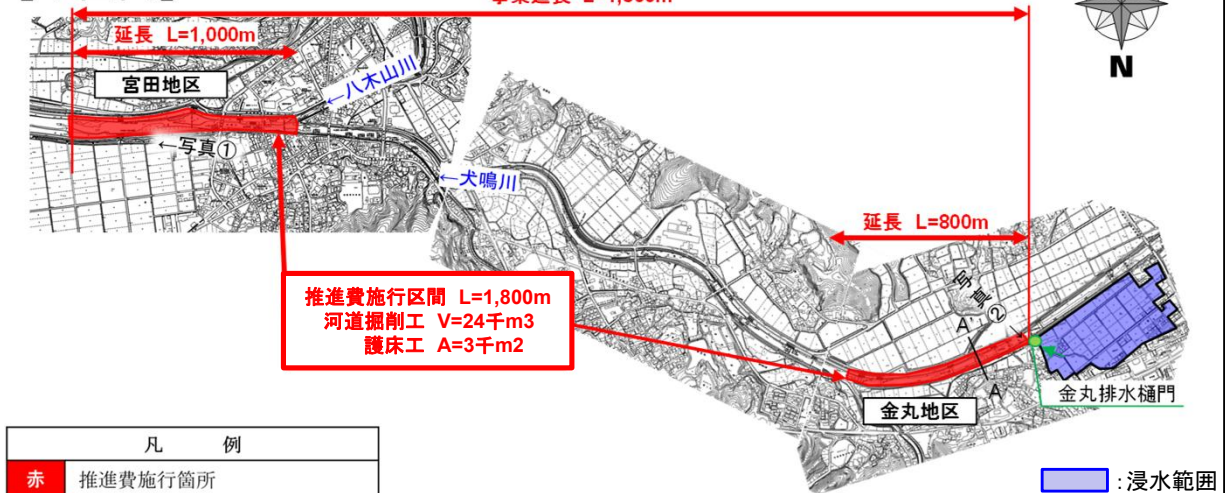 延長 L=1,000m
N
宮田地区
←八木山川
←写真①
←犬鳴川
延長 L=800m
推進費施行区間 L=1,800m
河道掘削工 V=24千m3
護床工 A=3千m2
写真②
A'
A
金丸排水樋門
金丸地区
凡 例
赤 推進費施行箇所
:浸水範囲